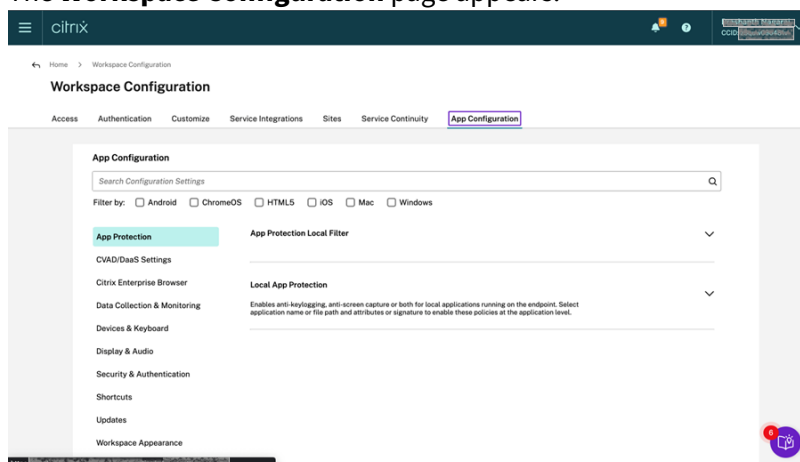 The Workspace Configuration page appears.
citrix
CCID:
Home > Workspace Configuration
Workspace Configuration
Access Authentication Customize Service Integrations Sites Service Continuity App Configuration
App Configuration
Search Configuration Settings
Filter by: Android ChromeOS HTML5 iOS Mac Windows
App Protection
App Protection Local Filter
CVAD/DaaS Settings
Citrix Enterprise Browser
Local App Protection
Data Collection & Monitoring
Enables anti-keylogging, anti-screen capture or both for local applications running on the endpoint. Select
application name or file path and attributes or signature to enable these policies at the application level.
Devices & Keyboard
Display & Audio
Security & Authentication
Shortcuts
Updates
Workspace Appearance
6